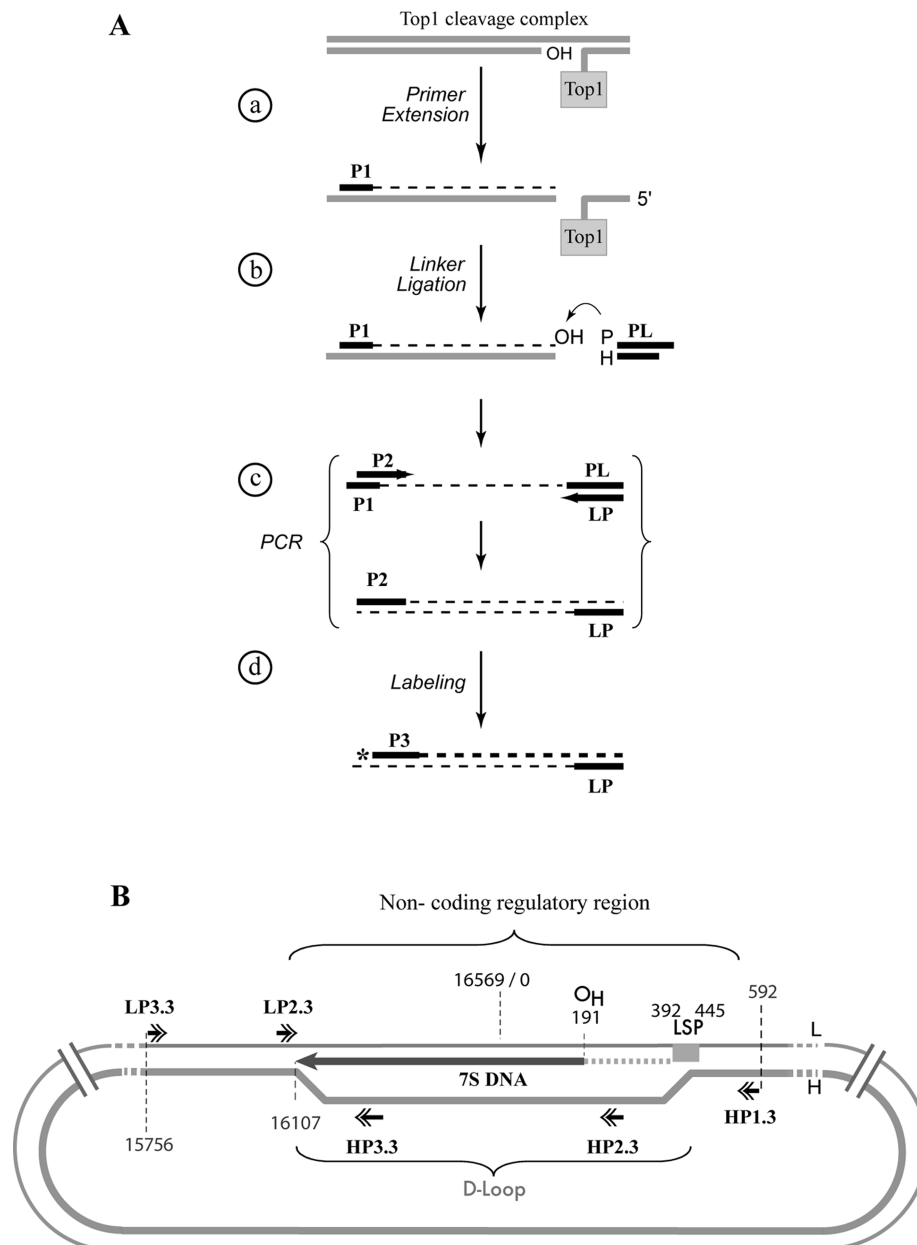 A
Top1 cleavage complex
OH
Top1
a
Primer
Extension
P1
5'
Top1
b
Linker
Ligation
P1
OH
P
H
PL
c
P2
P1
PL
LP
PCR
P2
LP
d
Labeling
* P3
LP
B
Non- coding regulatory region
16569 / 0
LP3.3
LP2.3
OH
191
392
445
592
LSP
L
H
7S DNA
15756
16107
HP3.3
HP2.3
HP1.3
D-Loop